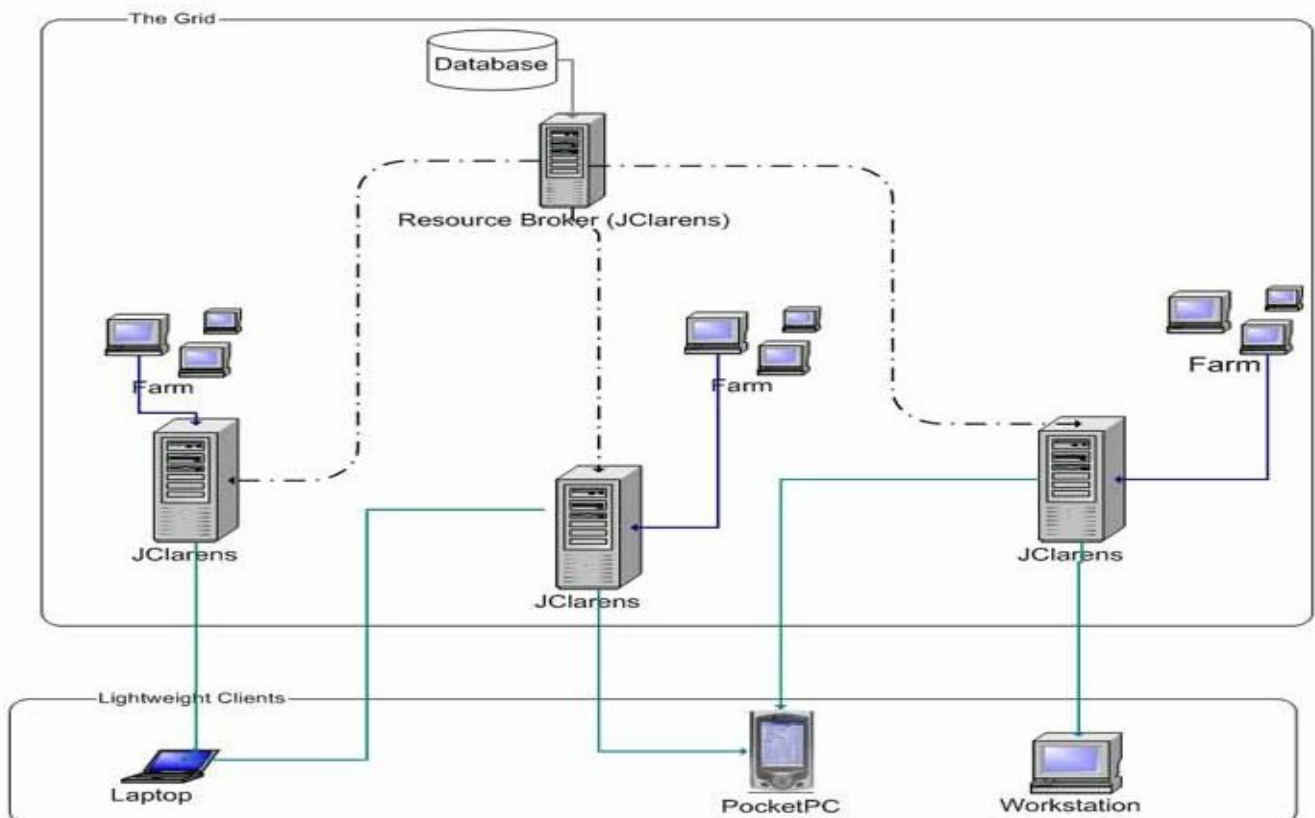 The Grid
Database
Resource Broker (JClarens)
Farm
Farm
Farm
JClarens
JClarens
JClarens
Lightweight Clients
Laptop
PocketPC
Workstation